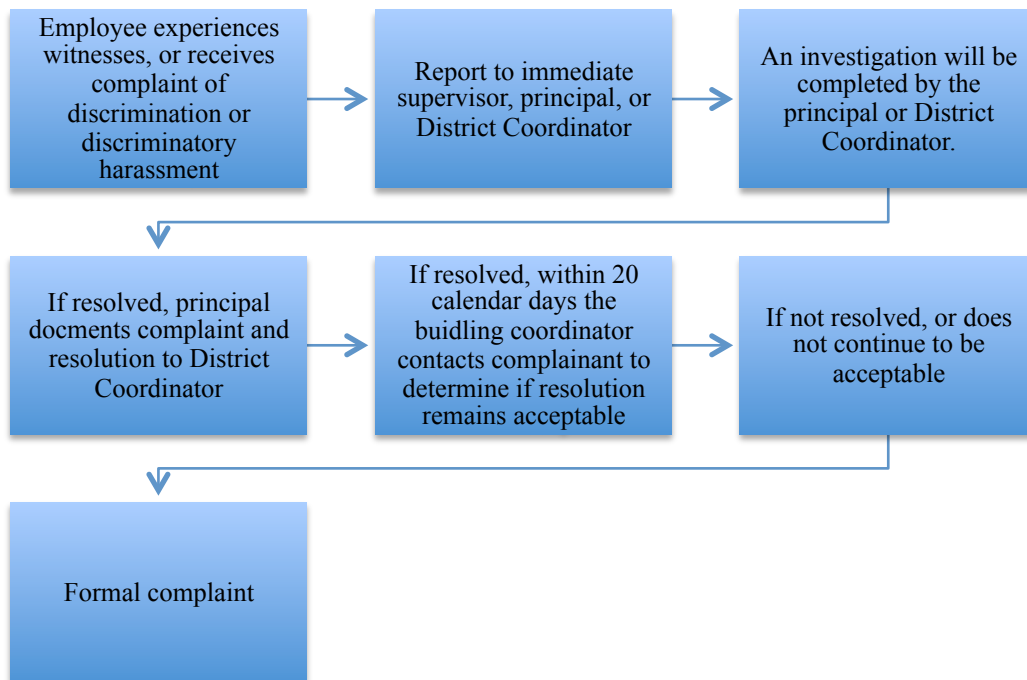 Employee experiences
witnesses, or receives
complaint of
discrimination or
discriminatory
harassment
Report to immediate
supervisor, principal, or
District Coordinator
An investigation will be
completed by the
principal or District
Coordinator.
If resolved, principal
docments complaint and
resolution to District
Coordinator
If resolved, within 20
calendar days the
buidling coordinator
contacts complainant to
determine if resolution
remains acceptable
If not resolved, or does
not continue to be
acceptable
Formal complaint